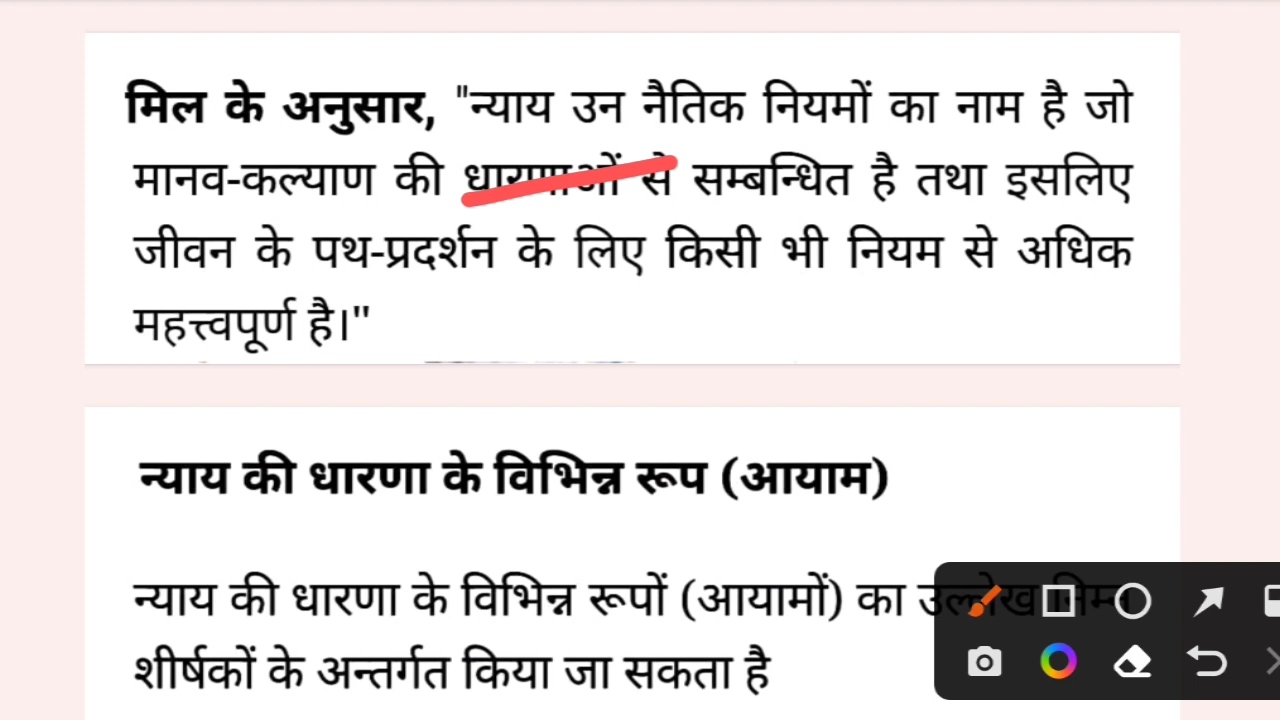 मिल के अनुसार, "न्याय उन नैतिक नियमों का नाम है जो
मानव-कल्याण की धारणाओं से सम्बन्धित है तथा इसलिए
जीवन के पथ-प्रदर्शन के लिए किसी भी नियम से अधिक
महत्त्वपूर्ण है।"
न्याय की धारणा के विभिन्न रूप (आयाम)
न्याय की धारणा के विभिन्न रूपों (आयामों) का उल्लेख निम्न
शीर्षकों के अन्तर्गत किया जा सकता है